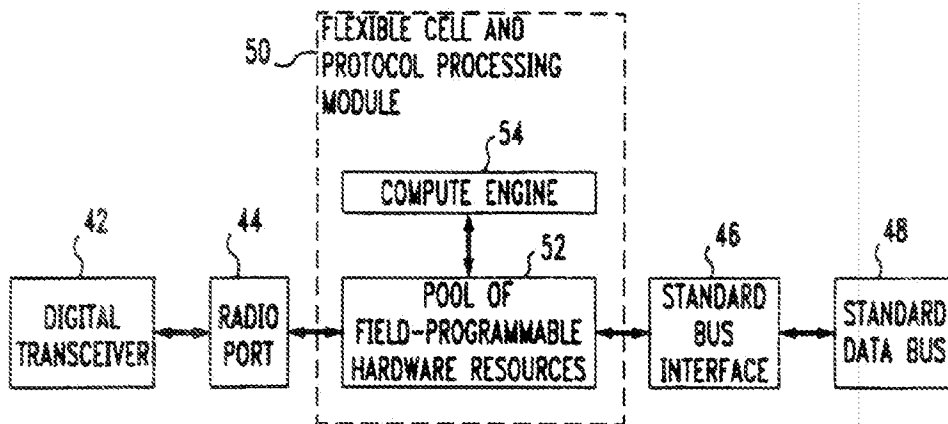 50
FLEXIBLE CELL AND
PROTOCOL PROCESSING
MODULE
54
COMPUTE ENGINE
42
DIGITAL
TRANSCEIVER
44
RADIO
PORT
52
POOL OF
FIELD-PROGRAMMABLE
HARDWARE RESOURCES
46
STANDARD
BUS
INTERFACE
48
STANDARD
DATA BUS